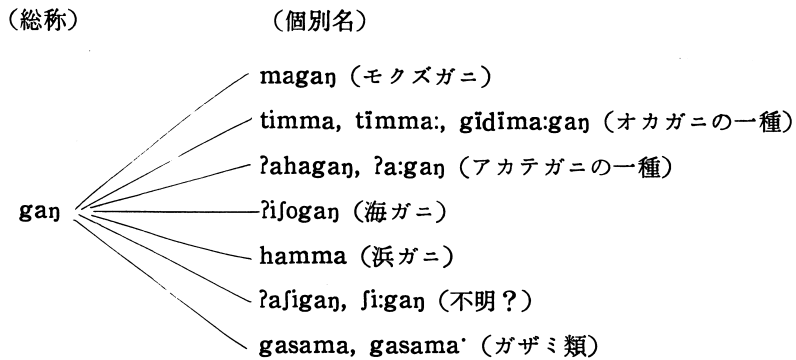 （総称） （個別名）
magaŋ（モクズガニ）
timma, tïmma:, gïdïma:gaŋ（オカガニの一種）
ʔahagaŋ, ʔa:gaŋ（アカテガニの一種）
gaŋ ʔiʃogaŋ（海ガニ）
hamma（浜ガニ）
ʔaʃigaŋ, ʃi:gaŋ（不明？）
gasama, gasama·（ガザミ類）